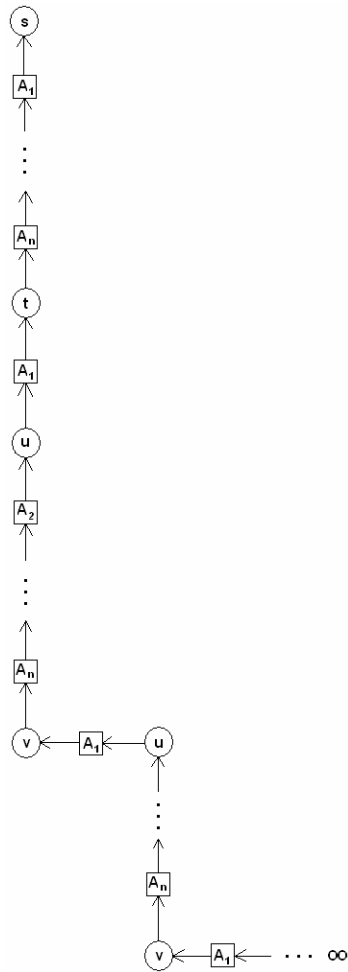 s
A₁
⋮
Aₙ
t
A₁
u
A₂
⋮
Aₙ
v A₁ u
⋮
Aₙ
v A₁ ··· ∞